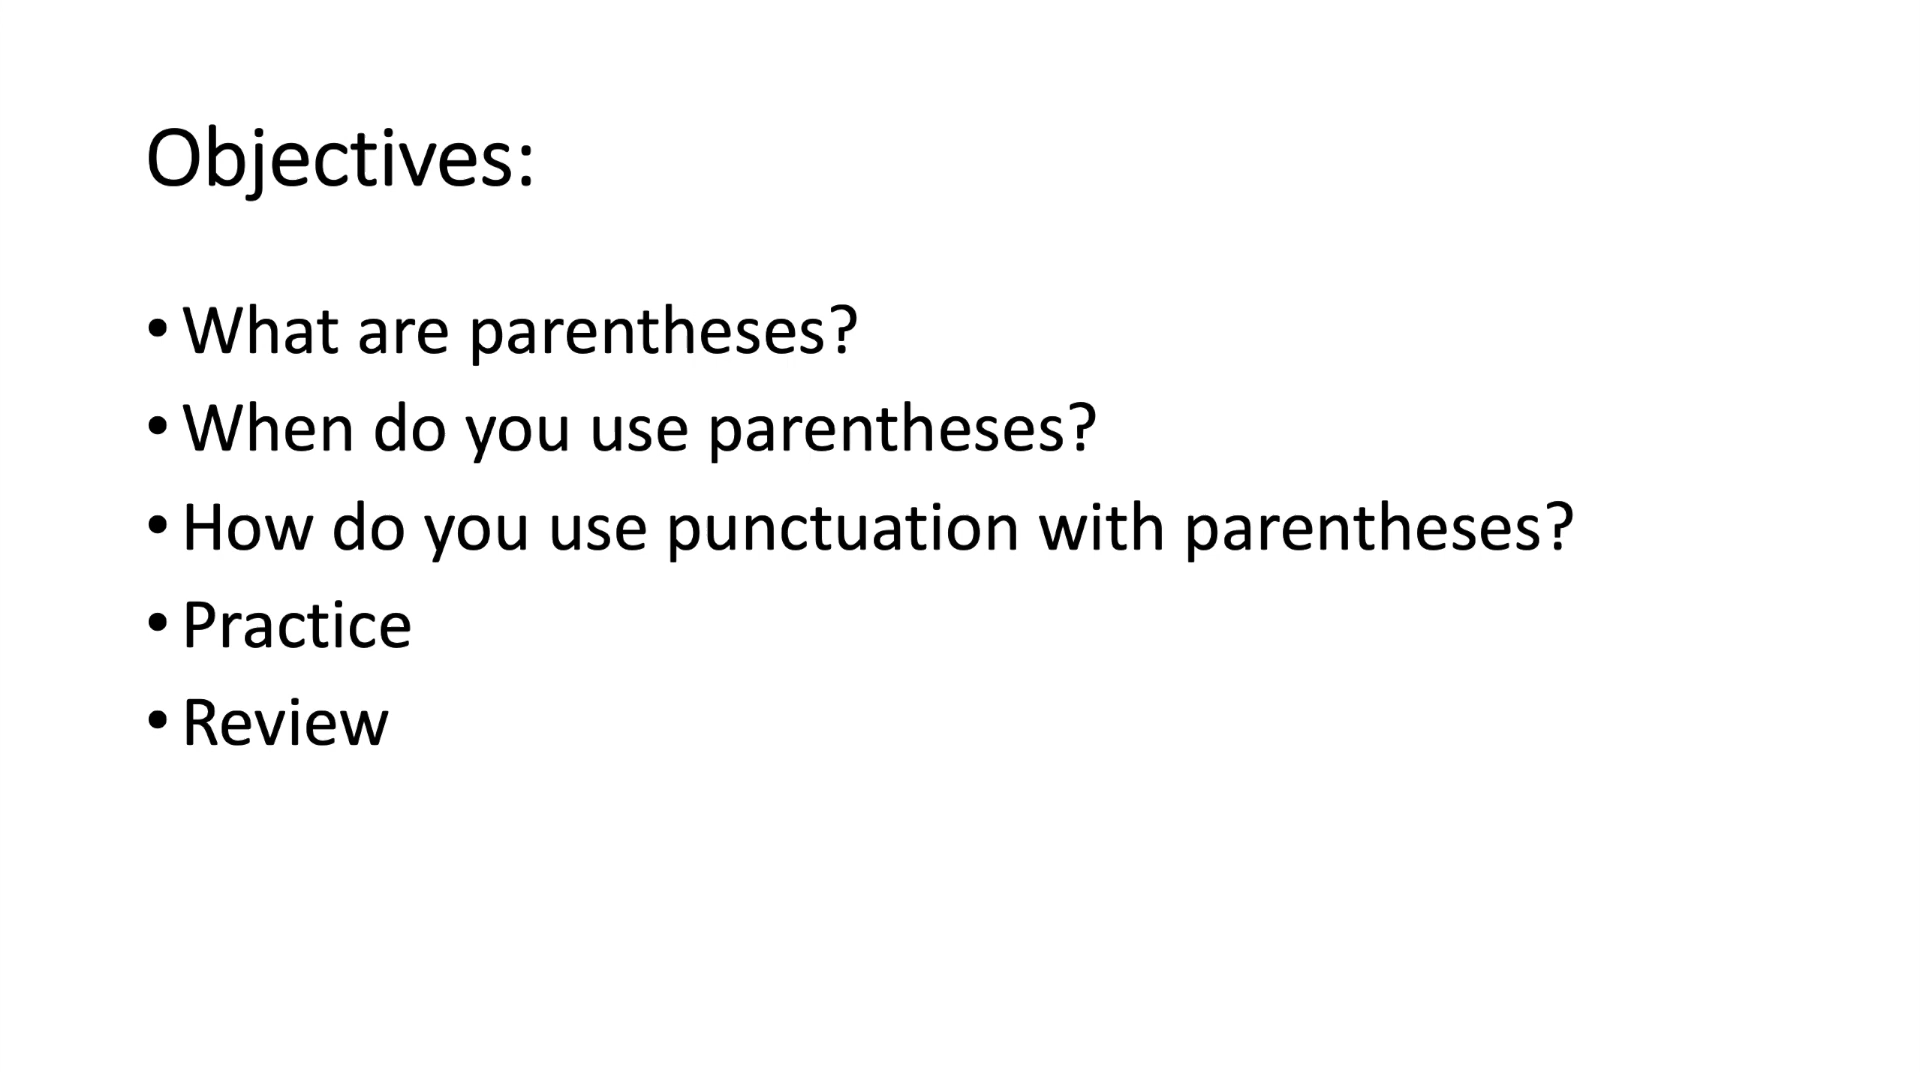 Objectives:
• What are parentheses?
• When do you use parentheses?
• How do you use punctuation with parentheses?
• Practice
• Review